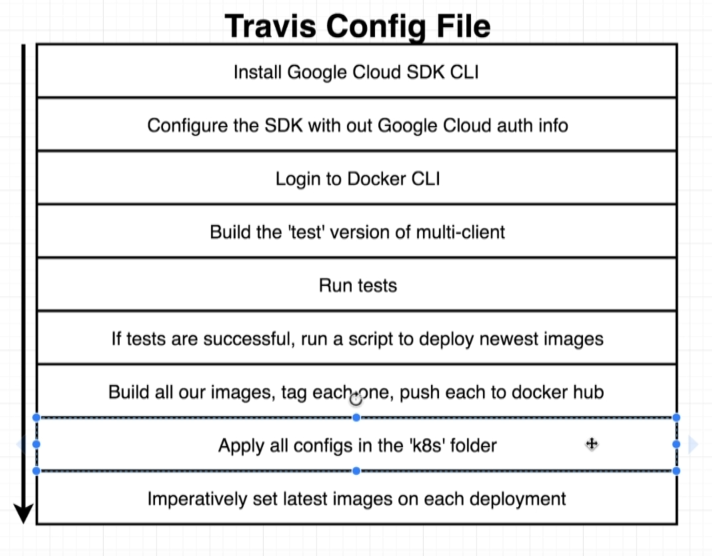 Travis Config File
Install Google Cloud SDK CLI
Configure the SDK with out Google Cloud auth info
Login to Docker CLI
Build the 'test' version of multi-client
Run tests
If tests are successful, run a script to deploy newest images
Build all our images, tag each one, push each to docker hub
Apply all configs in the 'k8s' folder
Imperatively set latest images on each deployment